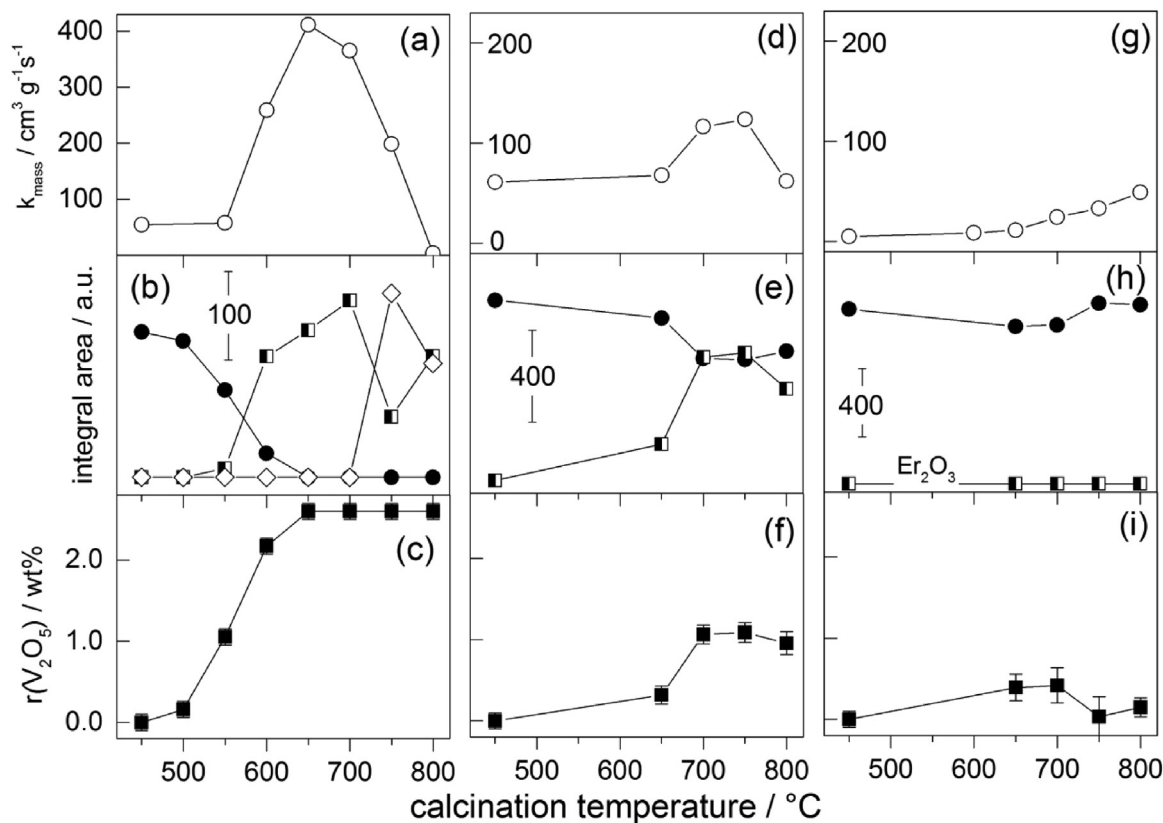 (a)
400
300
200
100
k_mass / cm³ g⁻¹s⁻¹
(d)
200
100
0
(g)
200
100
(b)
100
integral area / a.u.
(e)
400
(h)
400
Er₂O₃
(c)
2.0
1.0
0.0
r(V₂O₅) / wt%
(f)
(i)
500 600 700 800
500 600 700 800
500 600 700 800
calcination temperature / °C